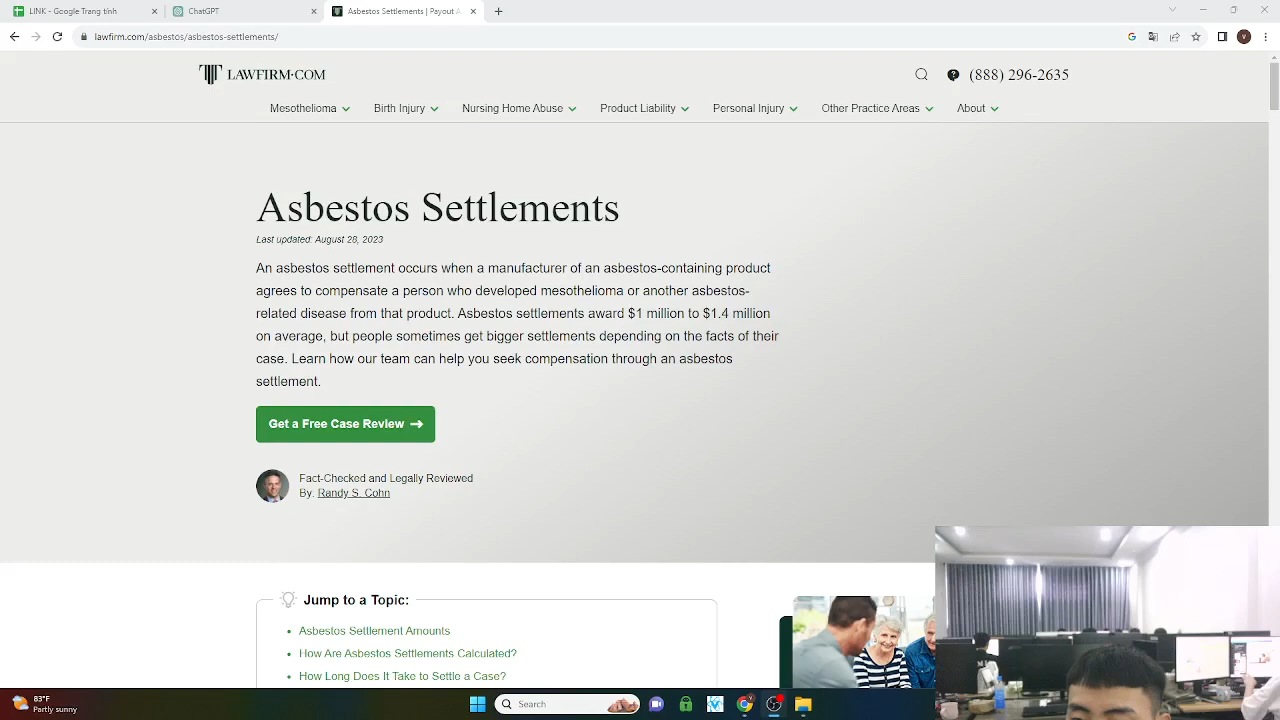 LINK - Google Trang tính
ChatGPT
Asbestos Settlements | Payout A
lawfirm.com/asbestos/asbestos-settlements/
LAWFIRM·COM
(888) 296-2635
Mesothelioma
Birth Injury
Nursing Home Abuse
Product Liability
Personal Injury
Other Practice Areas
About
Asbestos Settlements
Last updated: August 28, 2023
An asbestos settlement occurs when a manufacturer of an asbestos-containing product
agrees to compensate a person who developed mesothelioma or another asbestos-
related disease from that product. Asbestos settlements award $1 million to $1.4 million
on average, but people sometimes get bigger settlements depending on the facts of their
case. Learn how our team can help you seek compensation through an asbestos
settlement.
Get a Free Case Review
Fact-Checked and Legally Reviewed
By: Randy S. Cohn
Jump to a Topic:
Asbestos Settlement Amounts
How Are Asbestos Settlements Calculated?
How Long Does It Take to Settle a Case?
83°F
Partly sunny
Search